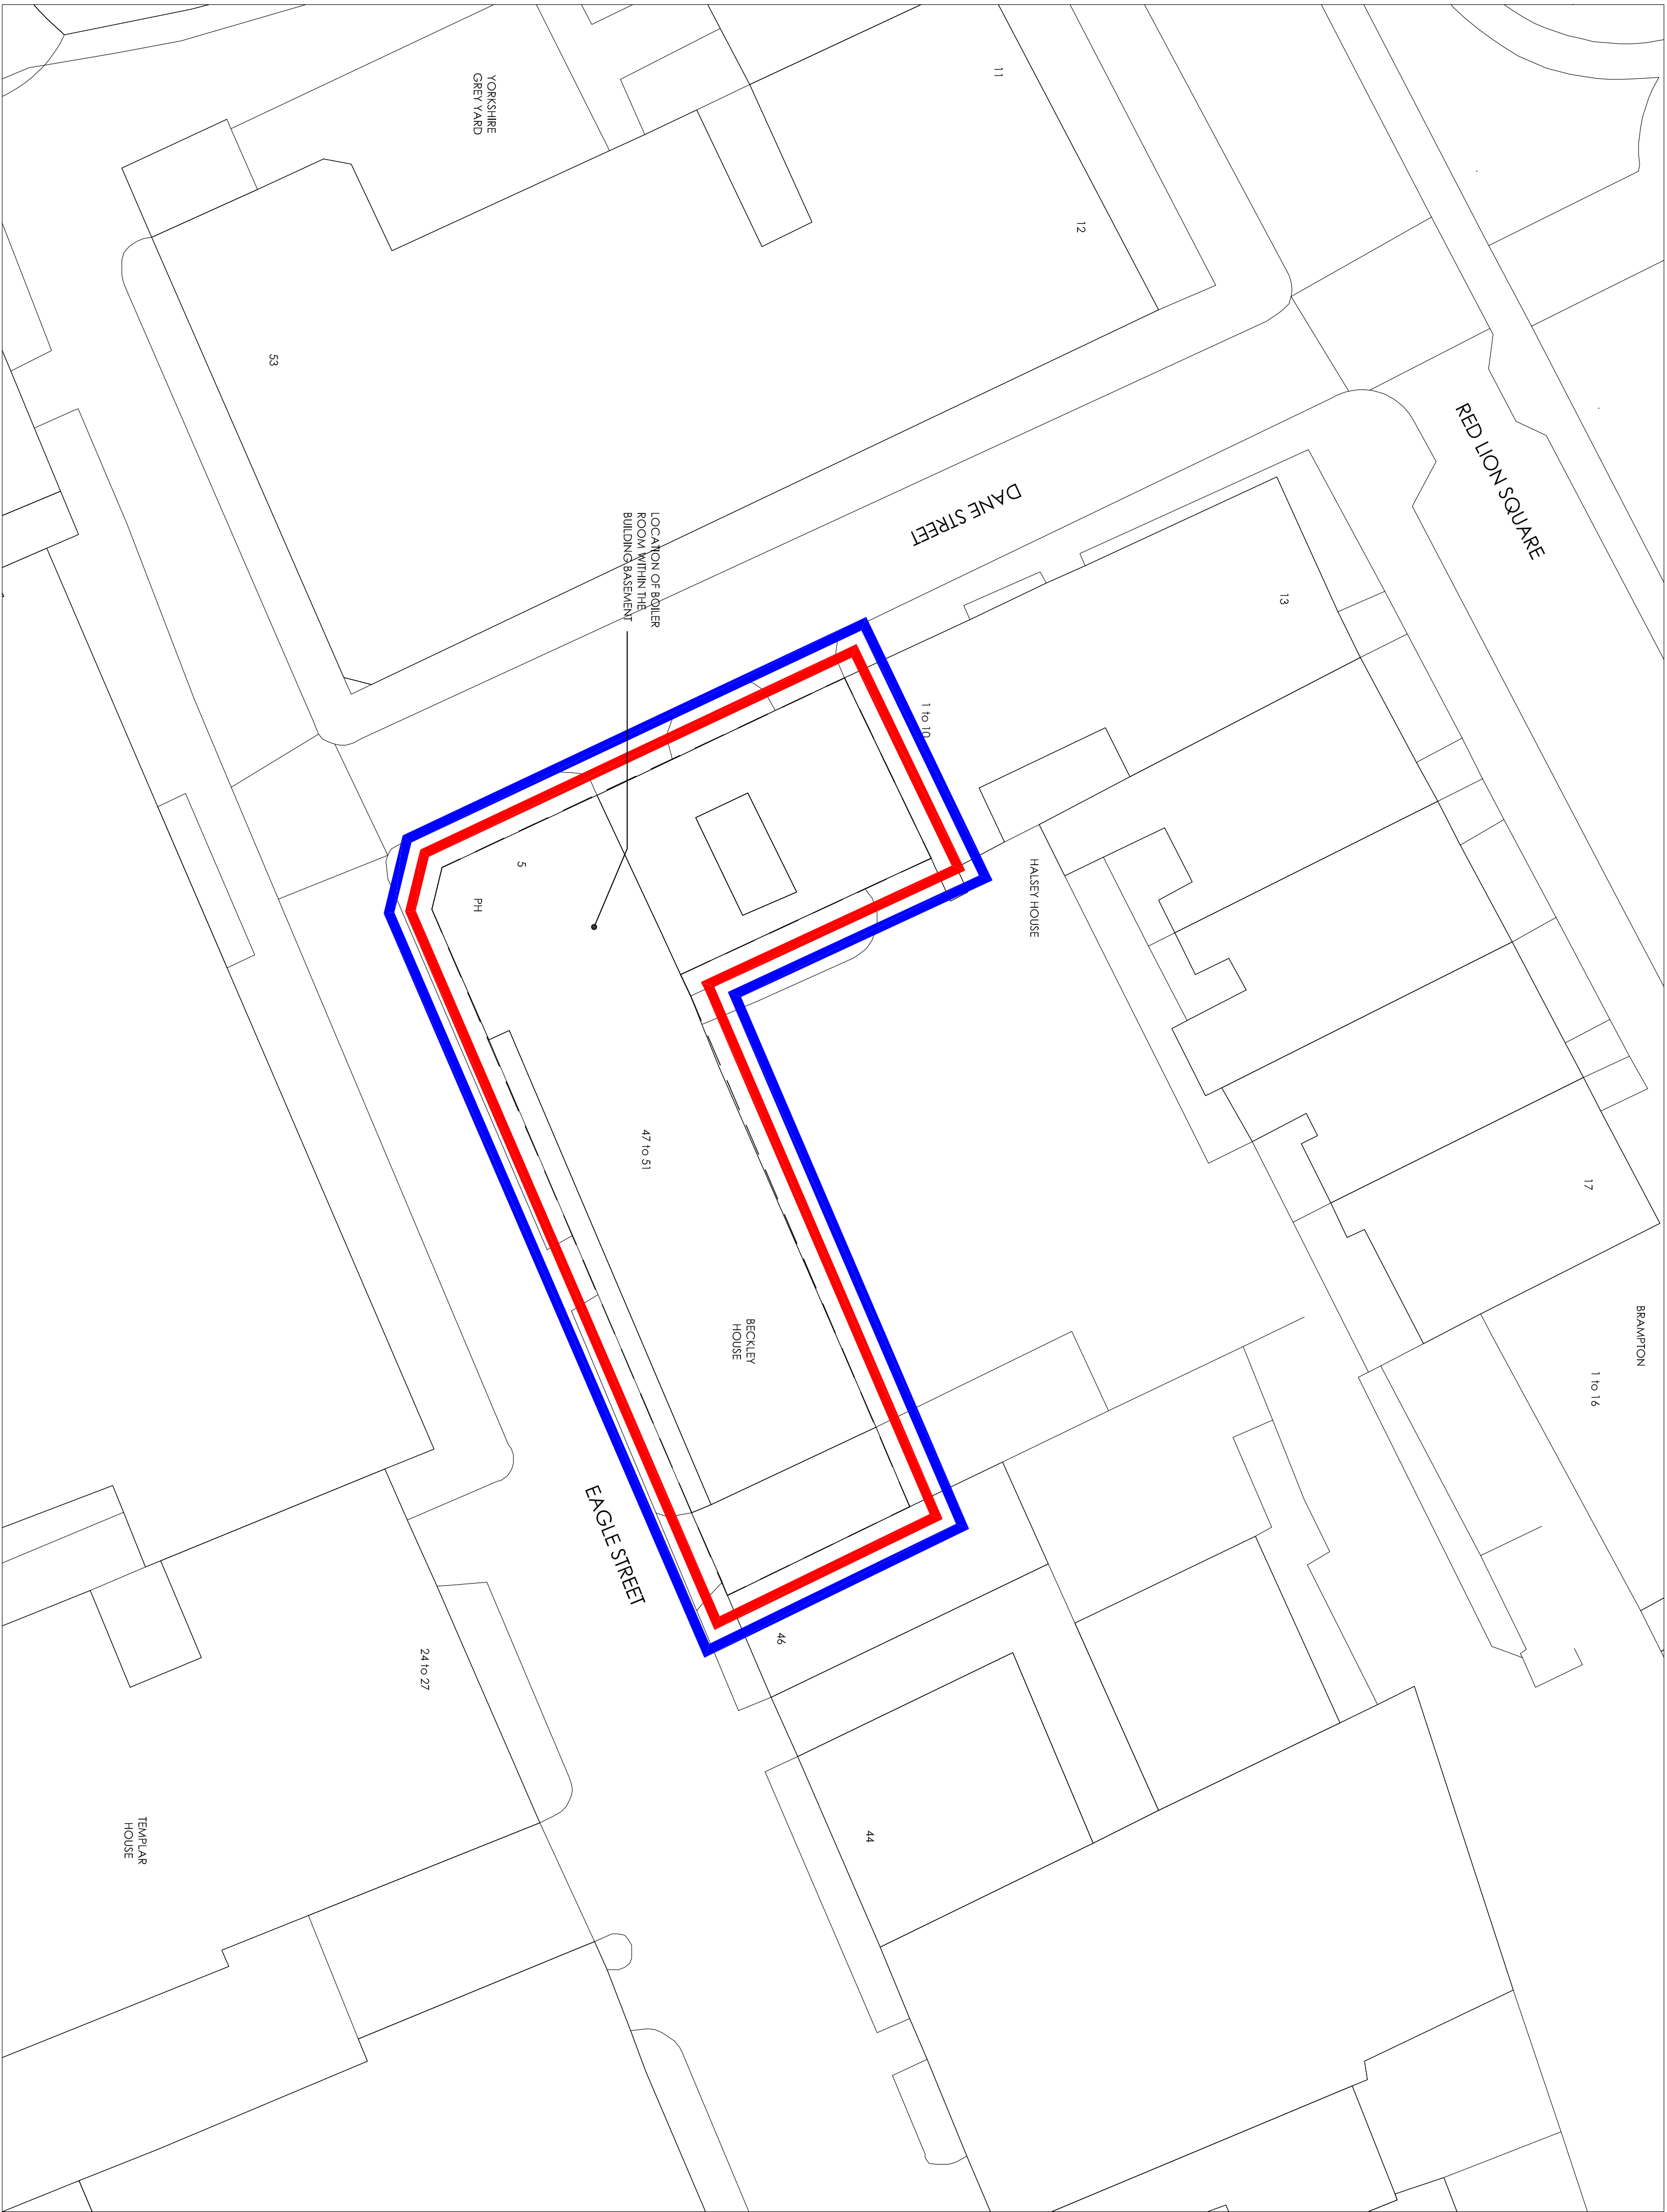 RED LION SQUARE
BRAMPTON
1 to 16
17
13
12
11
DANE STREET
1 to 10
HALSEY HOUSE
YORKSHIRE
GREY YARD
LOCATION OF BOILER
ROOM WITHIN THE
BUILDING BASEMENT
53
5
PH
47 to 51
BECKLEY
HOUSE
EAGLE STREET
46
44
24 to 27
TEMPLAR
HOUSE